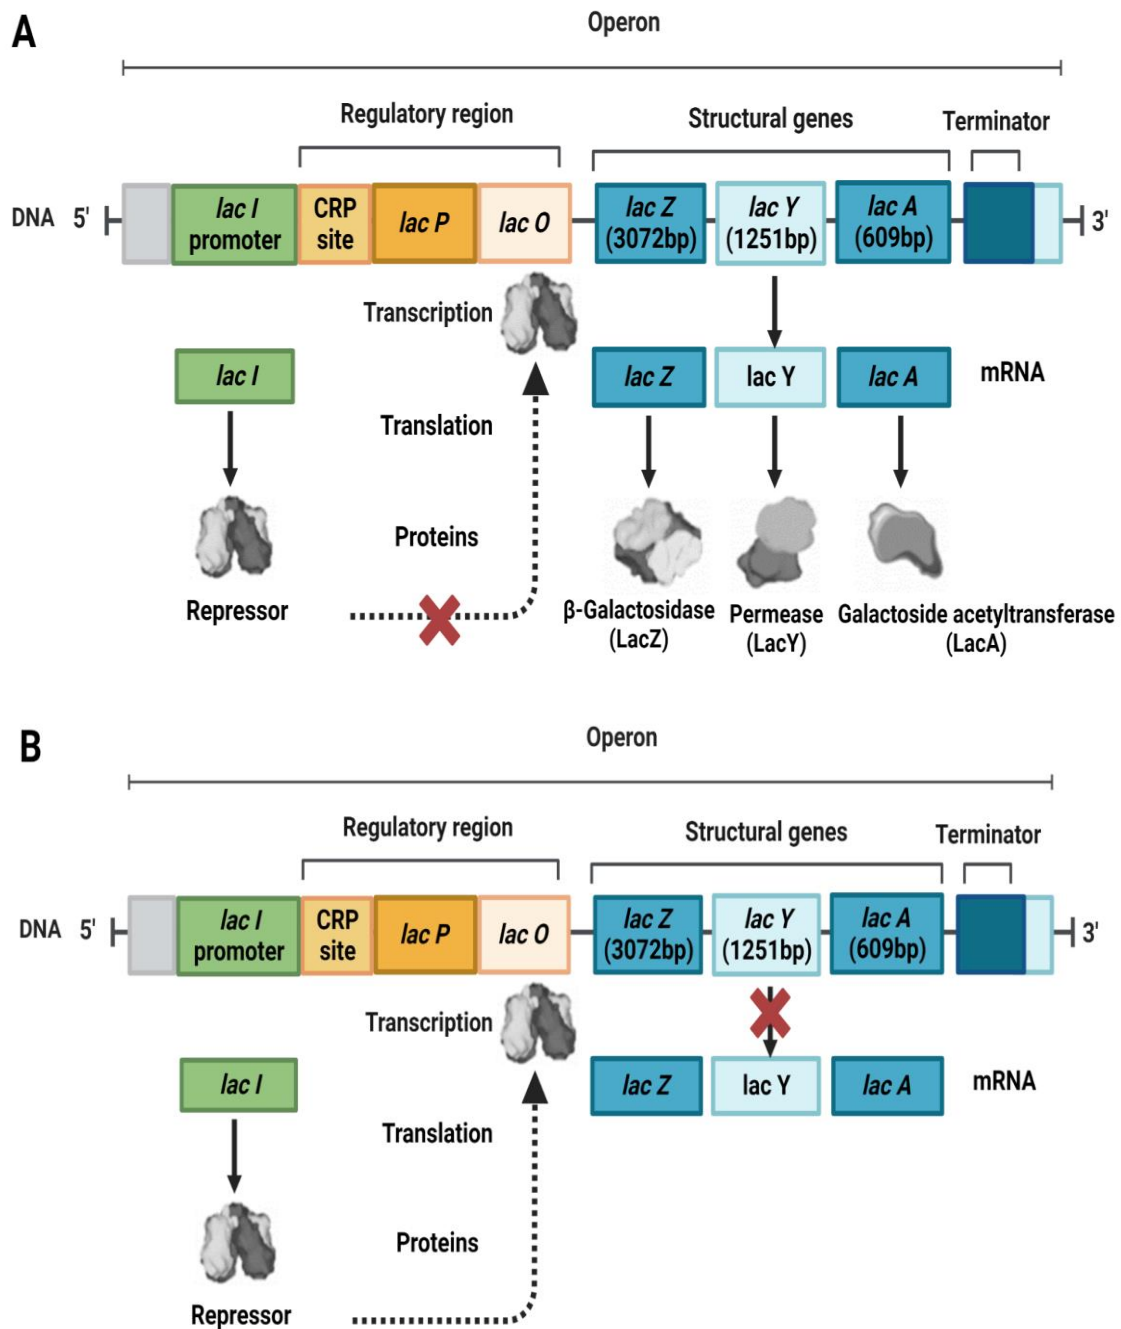 A
Operon
Regulatory region
Structural genes
Terminator
DNA 5'
lac I
promoter
CRP
site
lac P
lac O
lac Z
(3072bp)
lac Y
(1251bp)
lac A
(609bp)
3'
Transcription
lac I
lac Z
lac Y
lac A
mRNA
Translation
Proteins
Repressor
β-Galactosidase
(LacZ)
Permease
(LacY)
Galactoside acetyltransferase
(LacA)
B
Operon
Regulatory region
Structural genes
Terminator
DNA 5'
lac I
promoter
CRP
site
lac P
lac O
lac Z
(3072bp)
lac Y
(1251bp)
lac A
(609bp)
3'
Transcription
lac I
lac Z
lac Y
lac A
mRNA
Translation
Proteins
Repressor